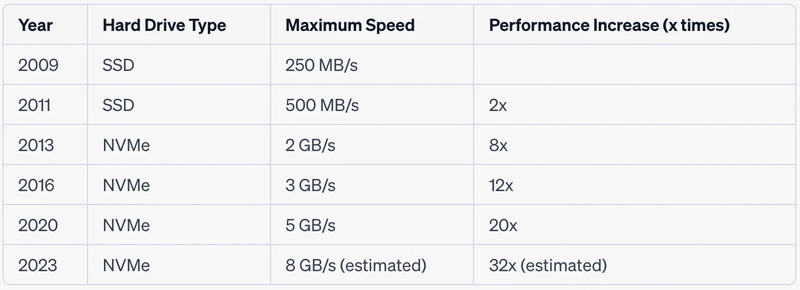 Year Hard Drive Type Maximum Speed Performance Increase (x times)
2009 SSD 250 MB/s
2011 SSD 500 MB/s 2x
2013 NVMe 2 GB/s 8x
2016 NVMe 3 GB/s 12x
2020 NVMe 5 GB/s 20x
2023 NVMe 8 GB/s (estimated) 32x (estimated)